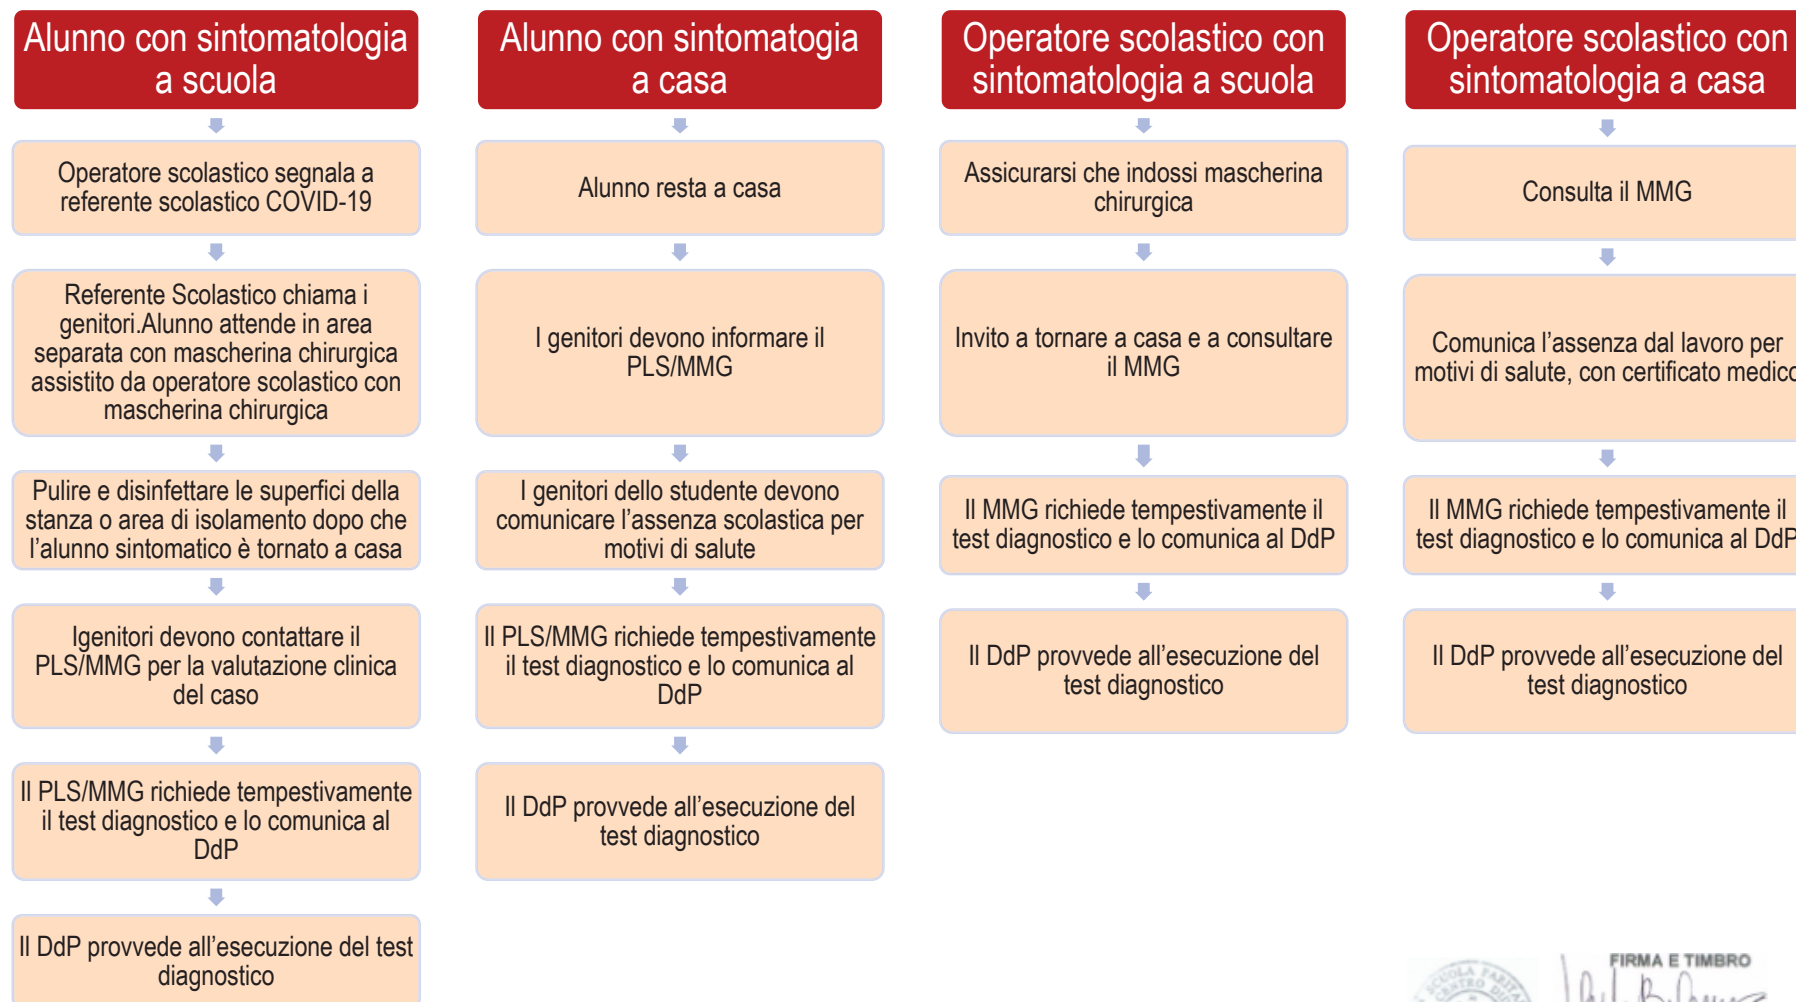 Alunno con sintomatologia
a scuola
Operatore scolastico segnala a
referente scolastico COVID-19
Referente Scolastico chiama i
genitori.Alunno attende in area
separata con mascherina chirurgica
assistito da operatore scolastico con
mascherina chirurgica
Pulire e disinfettare le superfici della
stanza o area di isolamento dopo che
l’alunno sintomatico è tornato a casa
Igenitori devono contattare il
PLS/MMG per la valutazione clinica
del caso
Il PLS/MMG richiede tempestivamente
il test diagnostico e lo comunica al
DdP
Il DdP provvede all’esecuzione del test
diagnostico
Alunno con sintomatogia
a casa
Alunno resta a casa
I genitori devono informare il
PLS/MMG
I genitori dello studente devono
comunicare l’assenza scolastica per
motivi di salute
Il PLS/MMG richiede tempestivamente
il test diagnostico e lo comunica al
DdP
Il DdP provvede all’esecuzione del
test diagnostico
Operatore scolastico con
sintomatologia a scuola
Assicurarsi che indossi mascherina
chirurgica
Invito a tornare a casa e a consultare
il MMG
Il MMG richiede tempestivamente il
test diagnostico e lo comunica al DdP
Il DdP provvede all’esecuzione del
test diagnostico
Operatore scolastico con
sintomatologia a casa
Consulta il MMG
Comunica l’assenza dal lavoro per
motivi di salute, con certificato medico
Il MMG richiede tempestivamente il
test diagnostico e lo comunica al DdP
Il DdP provvede all’esecuzione del
test diagnostico
FIRMA E TIMBRO
SCUOLA
CENTRO